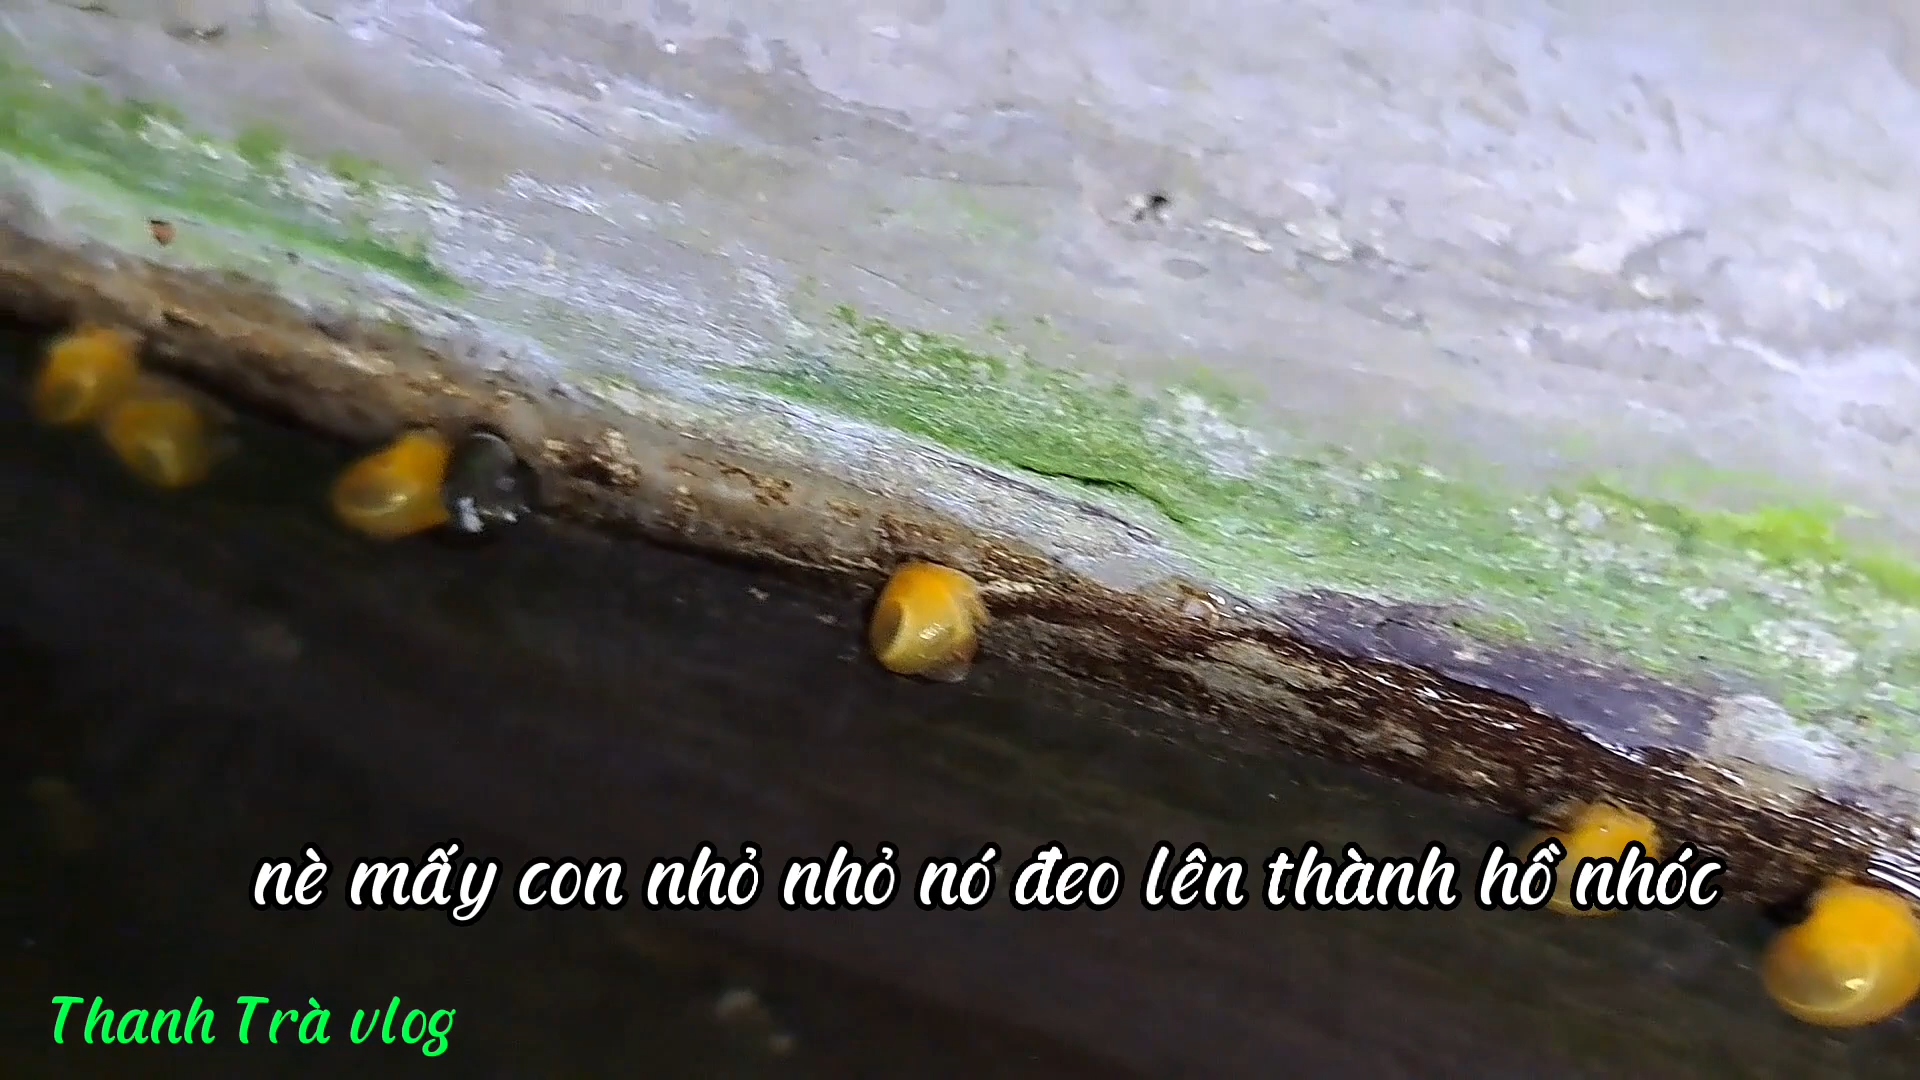 nè mấy con nhỏ nhỏ nó đeo lên thành hồ nhóc
Thanh Trà vlog